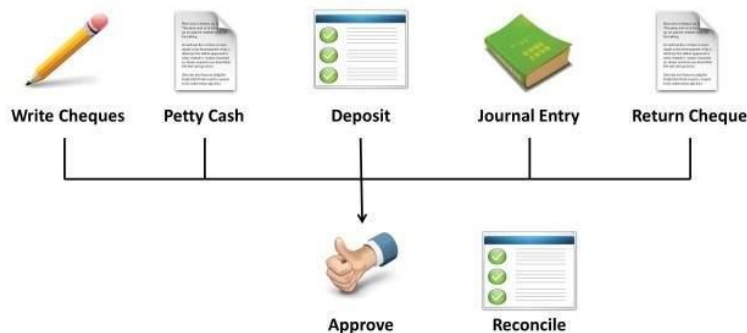 Write Cheques
Petty Cash
Deposit
Journal Entry
Return Cheque
Approve
Reconcile